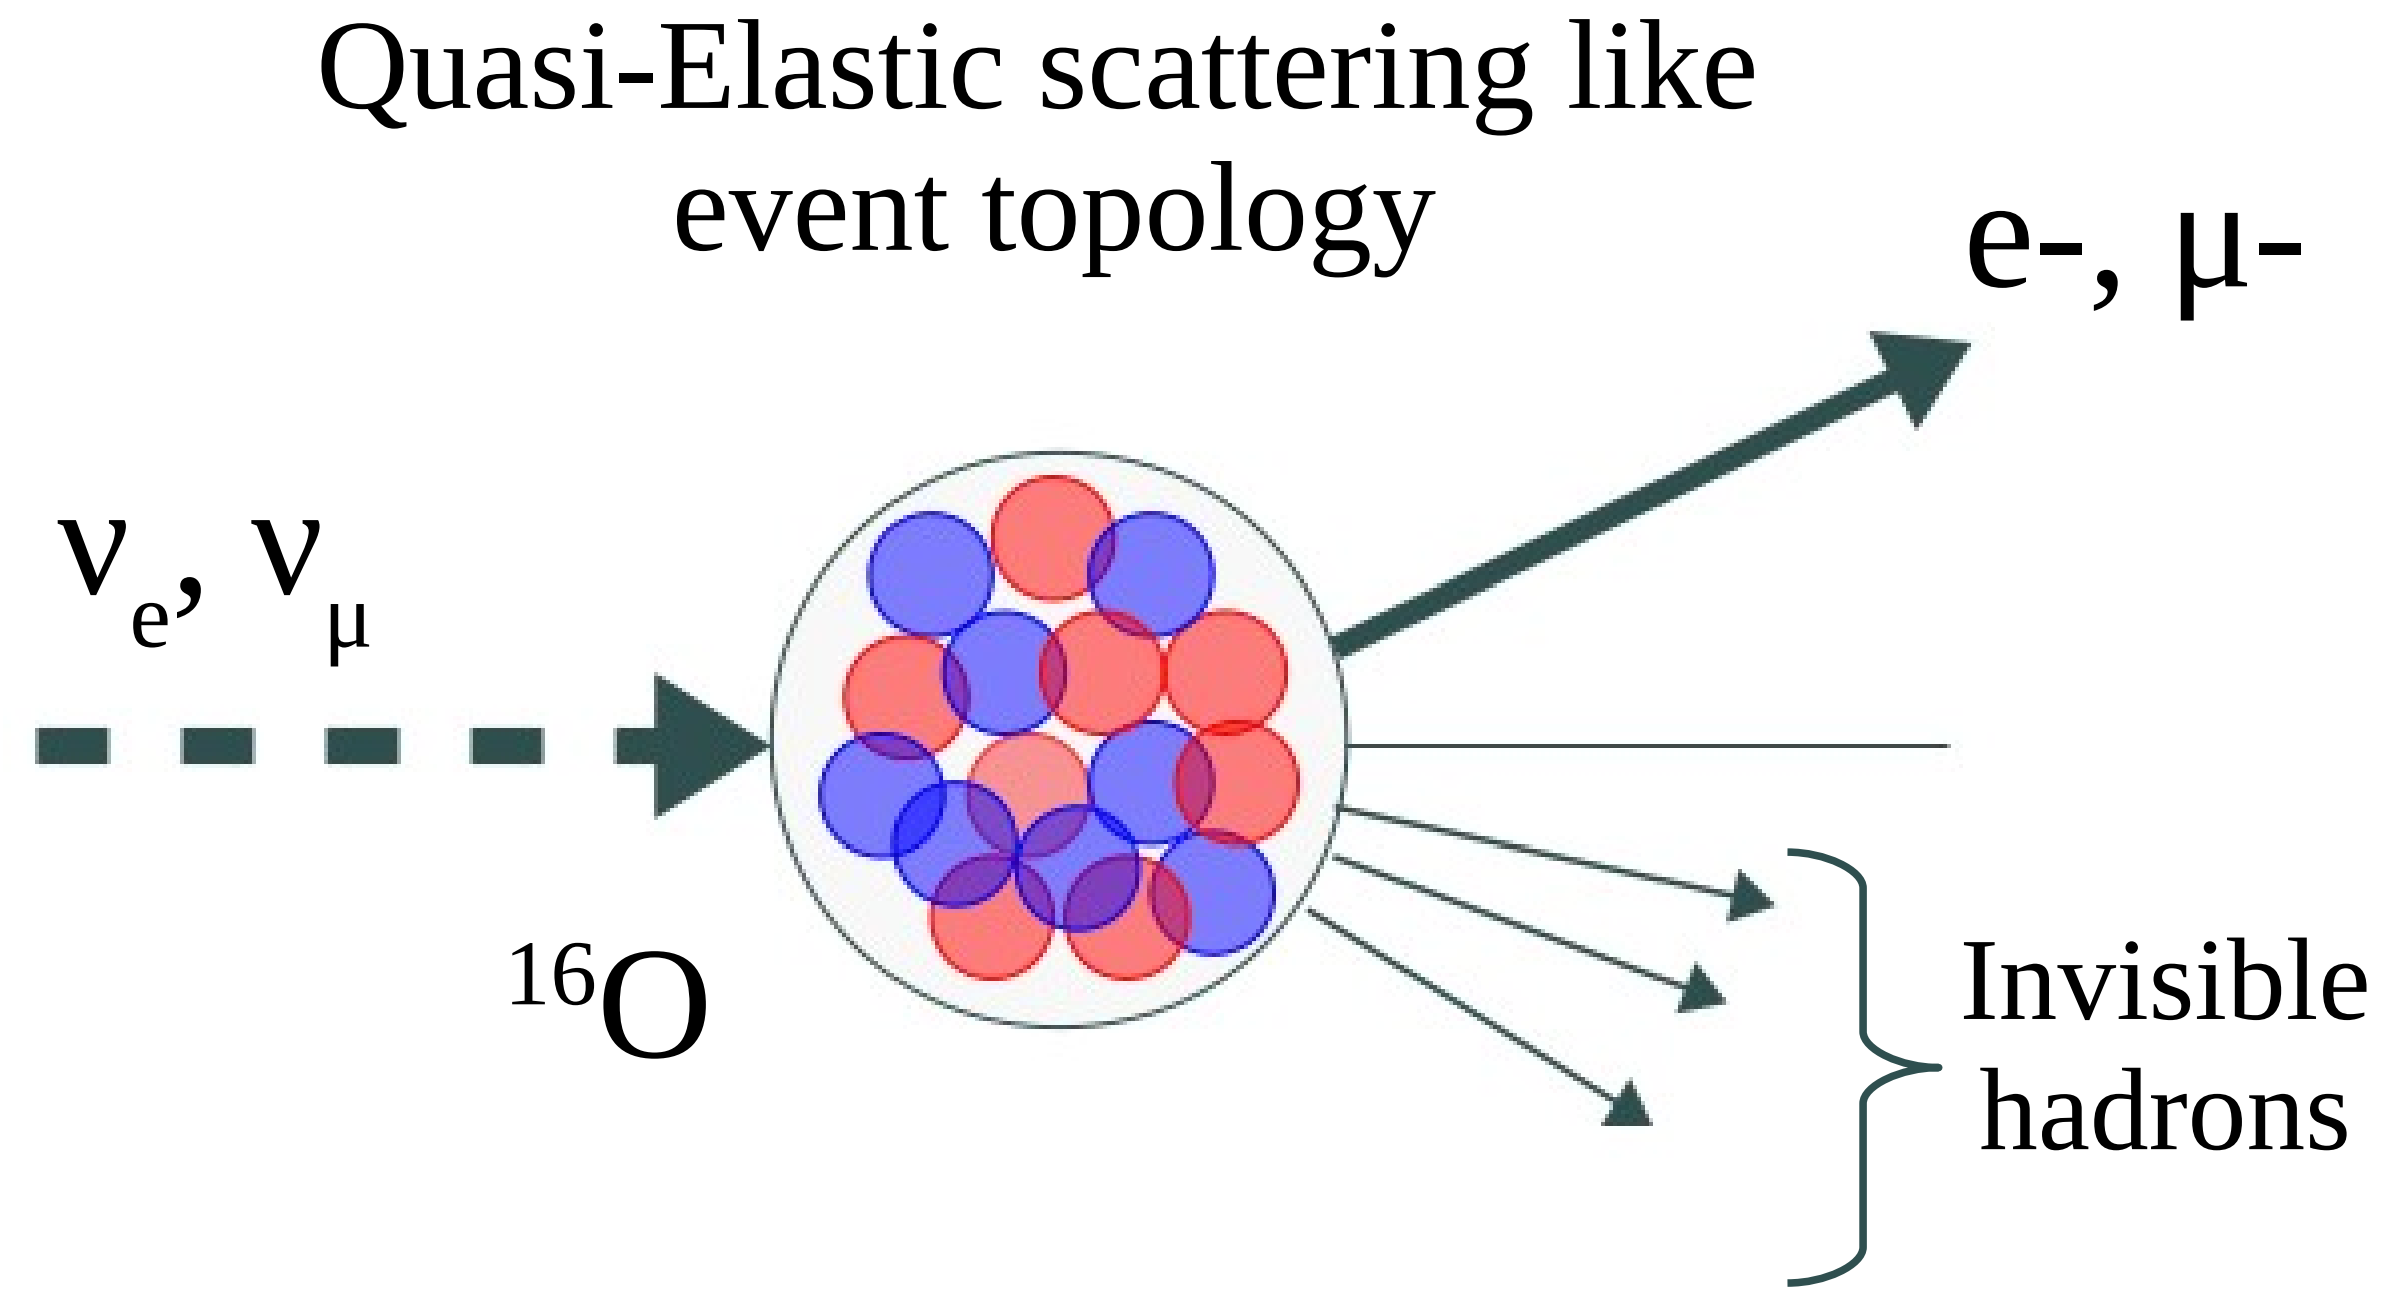 Quasi-Elastic scattering like
event topology
e-, μ-
νe, νμ
16O
Invisible
hadrons